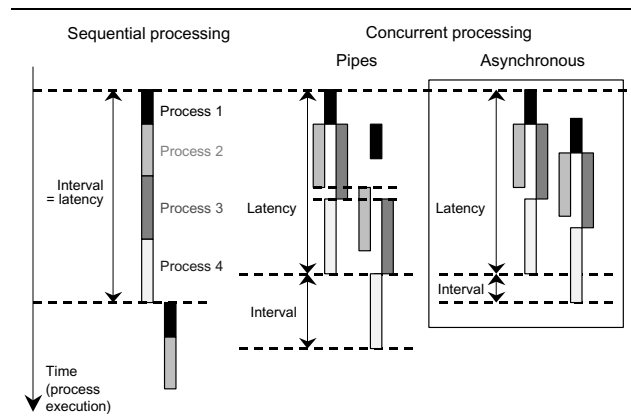 Sequential processing
Concurrent processing
Pipes
Asynchronous
Process 1
Process 2
Process 3
Process 4
Interval
= latency
Latency
Interval
Latency
Interval
Time
(process
execution)